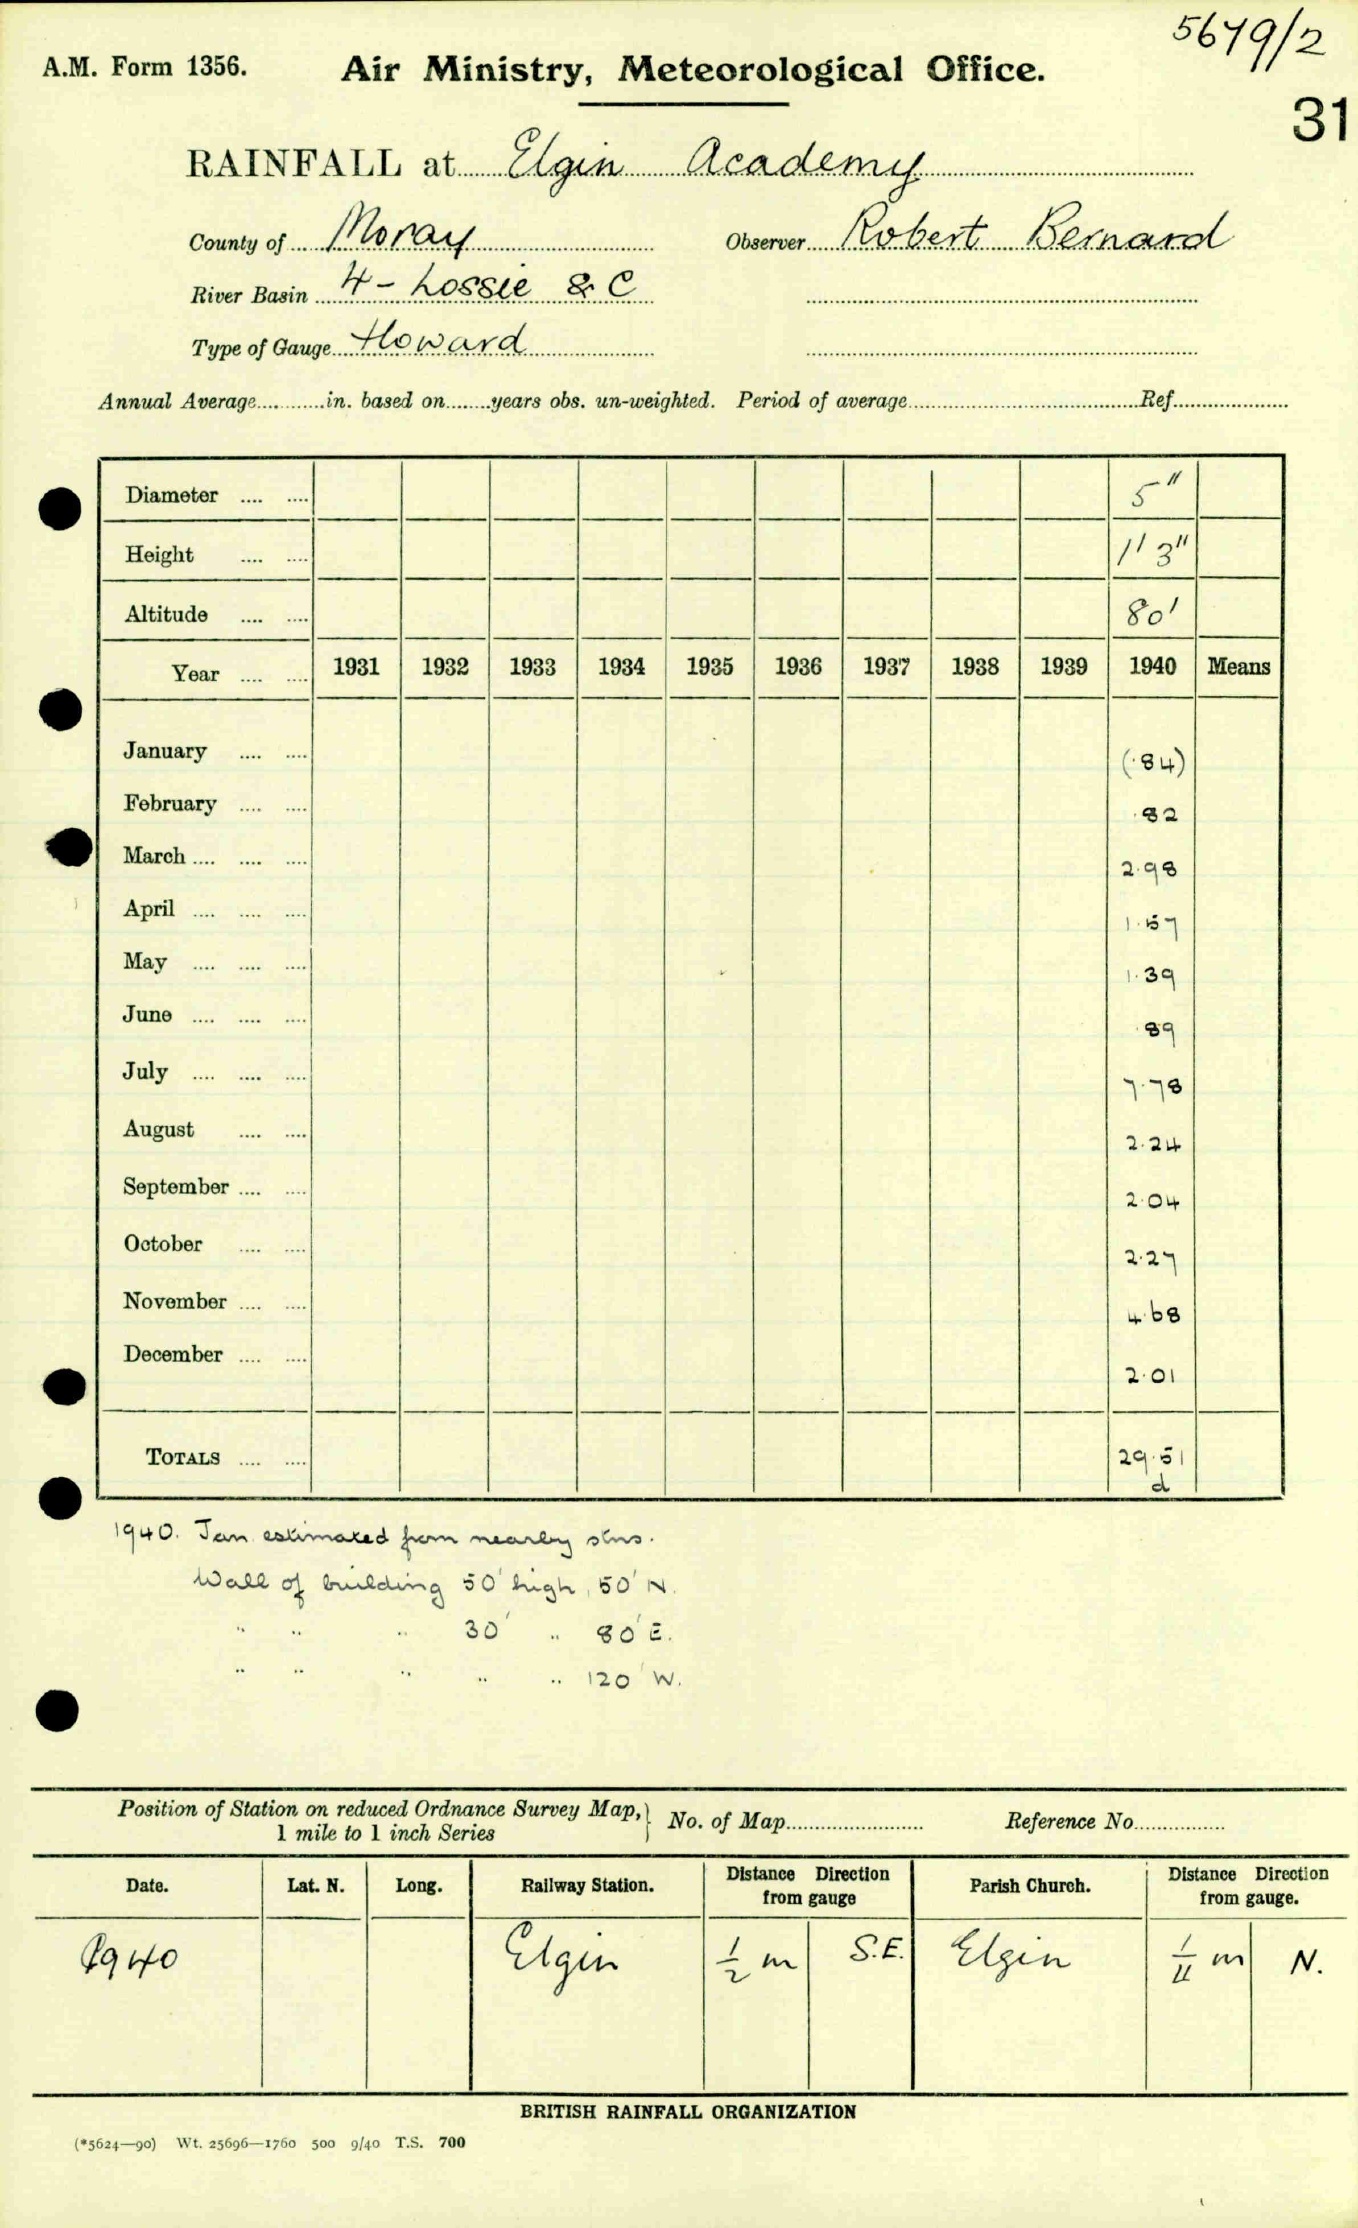 5679/2
A.M. Form 1356. Air Ministry, Meteorological Office.
31
RAINFALL at Elgin Academy
County of Moray Observer Robert Bernard
River Basin 4 - Lossie & C
Type of Gauge Howard
Annual Average in. based on years obs. un-weighted. Period of average Ref
Diameter 5"
Height 1' 3"
Altitude 80'
Year 1931 1932 1933 1934 1935 1936 1937 1938 1939 1940 Means
January (.84)
February .82
March 2.98
April 1.57
May 1.39
June .89
July 7.78
August 2.24
September 2.04
October 2.27
November 4.68
December 2.01
TOTALS 29.51
d
1940. Jan estimated from nearby stns.
Wall of building 50' high, 50' N.
" " " 30' " 80' E.
" " " " " 120' W.
Position of Station on reduced Ordnance Survey Map, } No. of Map Reference No
1 mile to 1 inch Series
Date. Lat. N. Long. Railway Station. Distance Direction from gauge Parish Church. Distance Direction from gauge.
1940 Elgin 1/2 m S.E. Elgin 1/4 m N.
BRITISH RAINFALL ORGANIZATION
(*5624—90) Wt. 25696—1760 500 9/40 T.S. 700